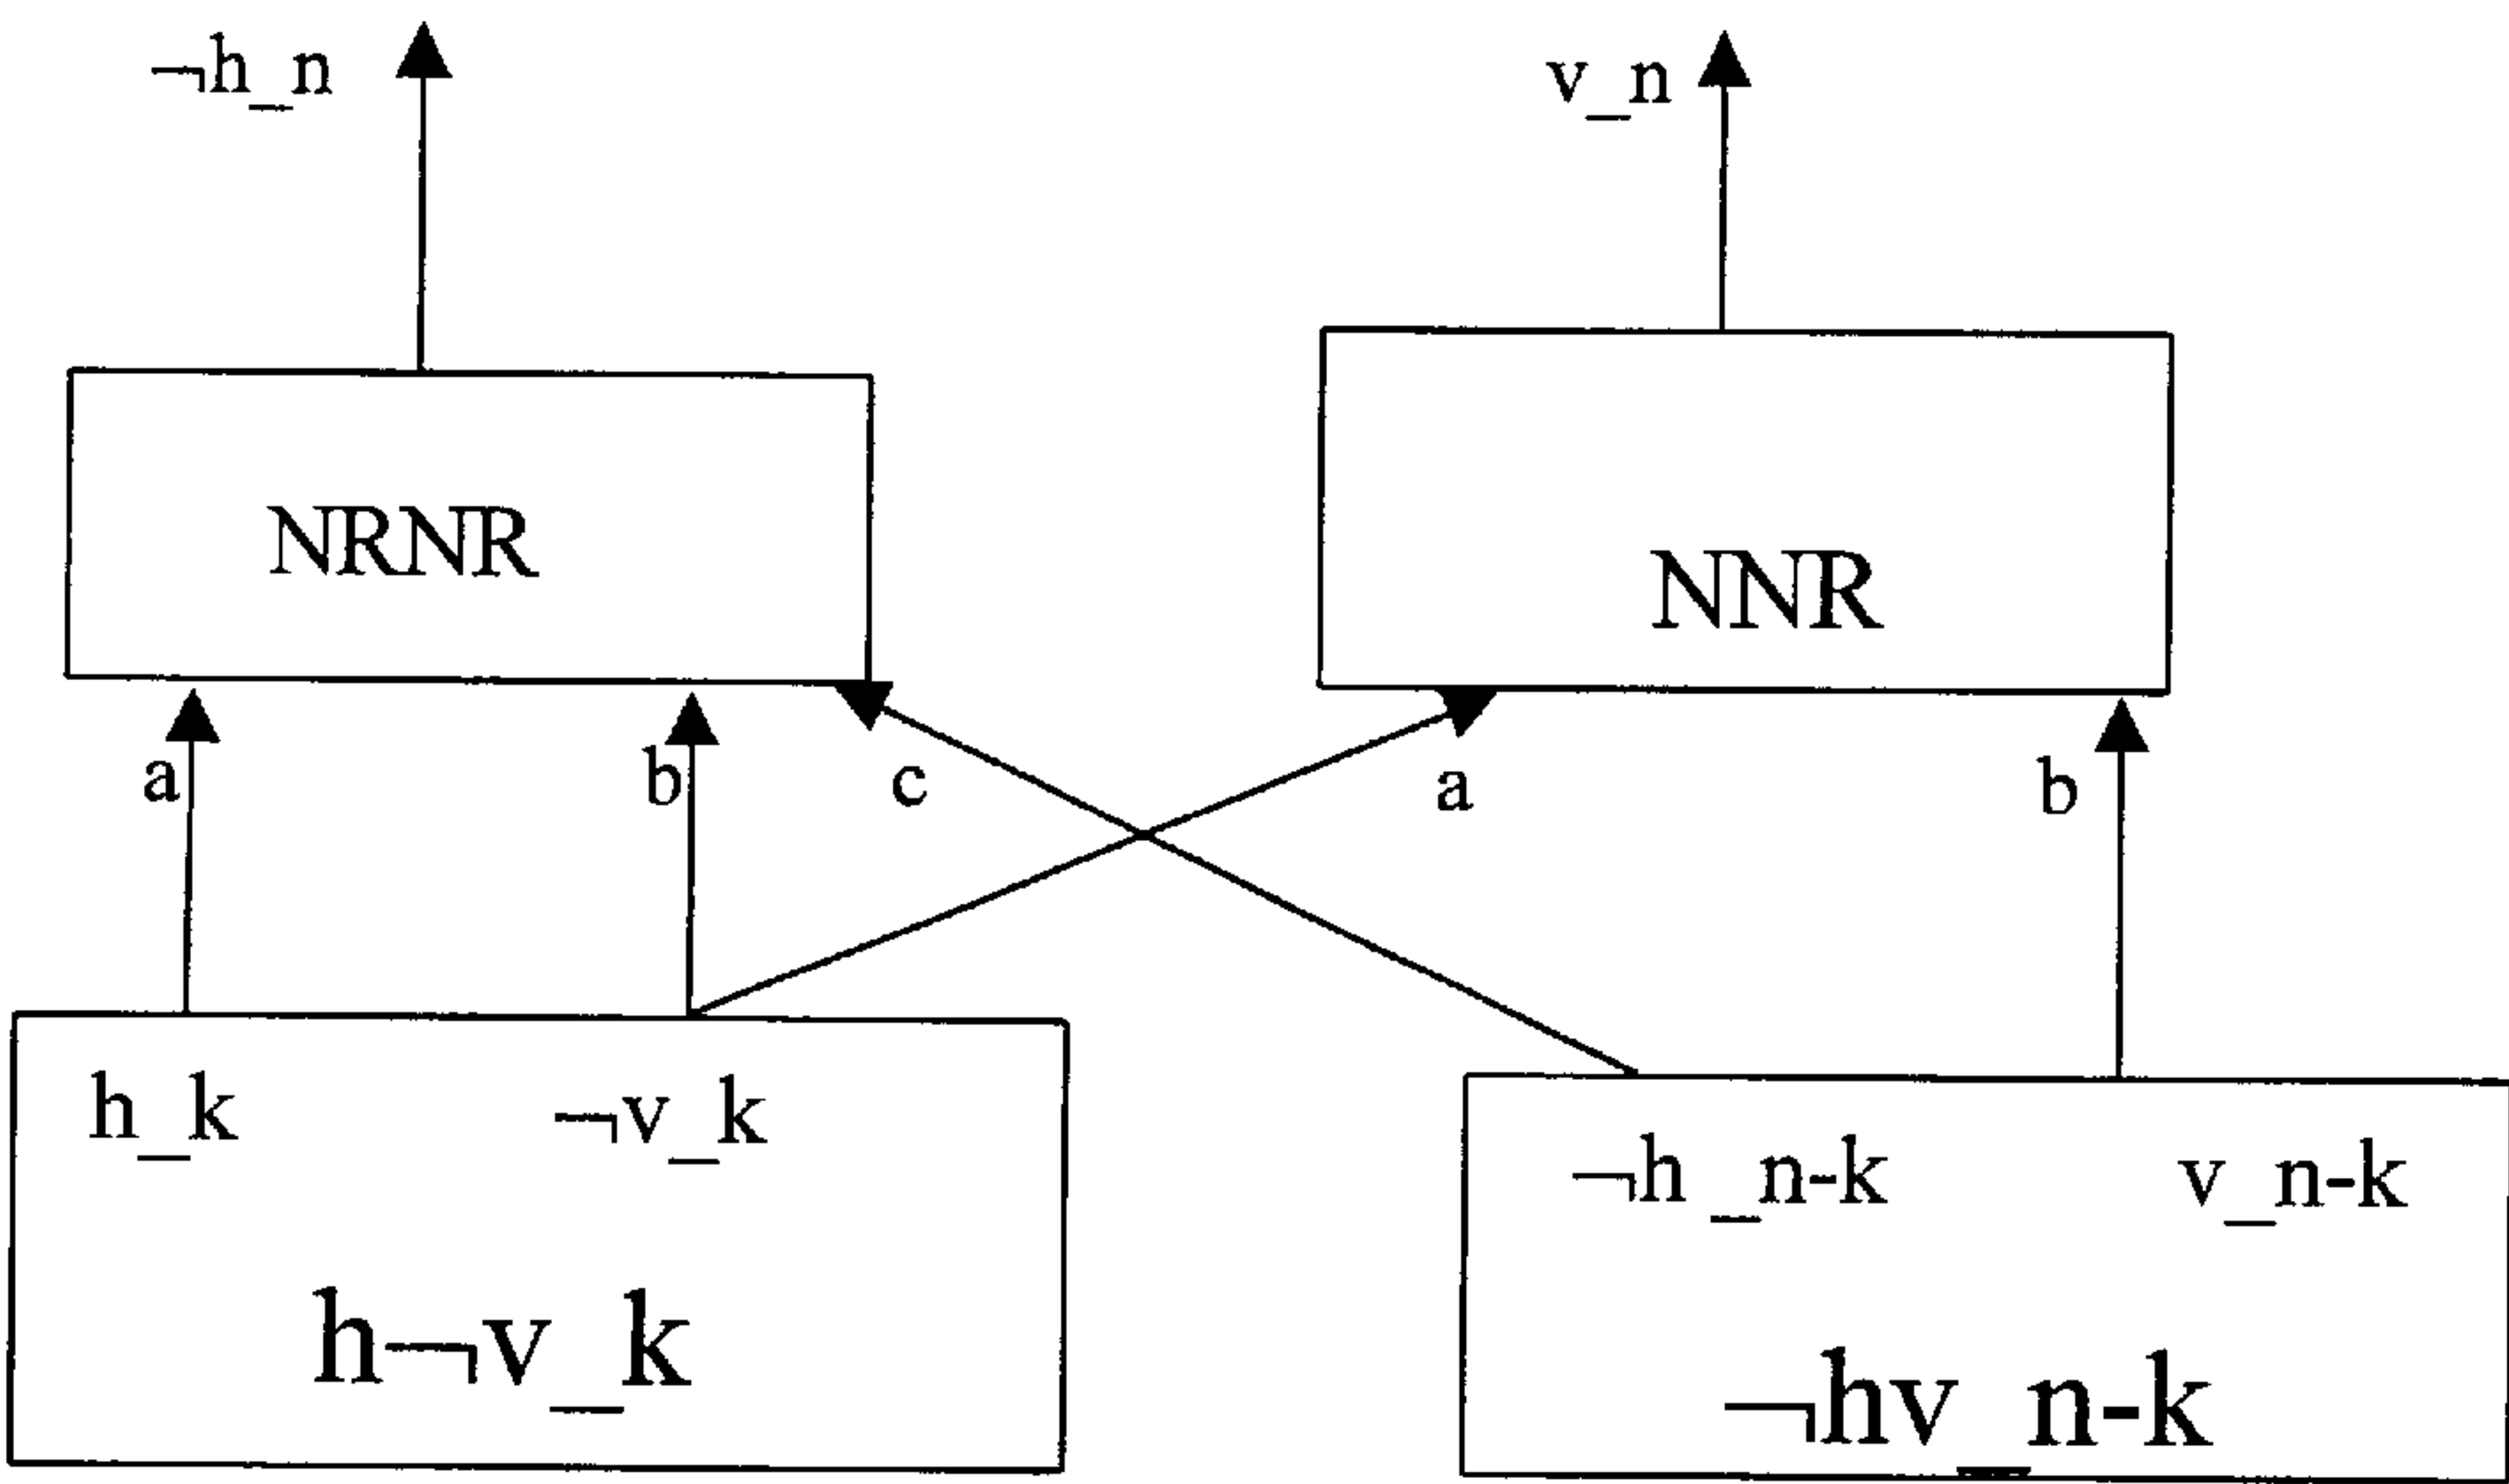 ¬h_n
v_n
NRNR
NNR
a
b
c
a
b
h_k
¬v_k
h¬v_k
¬h _n-k
v_n-k
¬hv_n-k